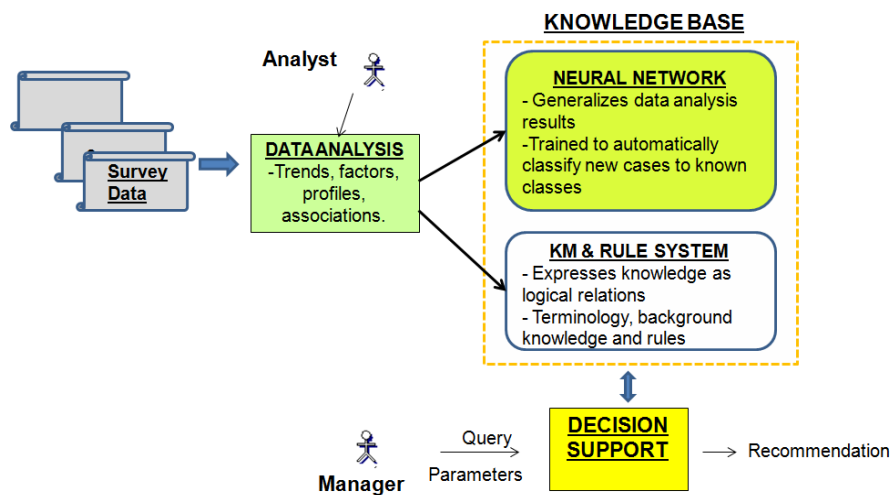 KNOWLEDGE BASE
Analyst
NEURAL NETWORK
- Generalizes data analysis
results
-Trained to automatically
classify new cases to known
classes
Survey
Data
DATA ANALYSIS
-Trends, factors,
profiles,
associations.
KM & RULE SYSTEM
- Expresses knowledge as
logical relations
- Terminology, background
knowledge and rules
Manager
Query
Parameters
DECISION
SUPPORT
Recommendation